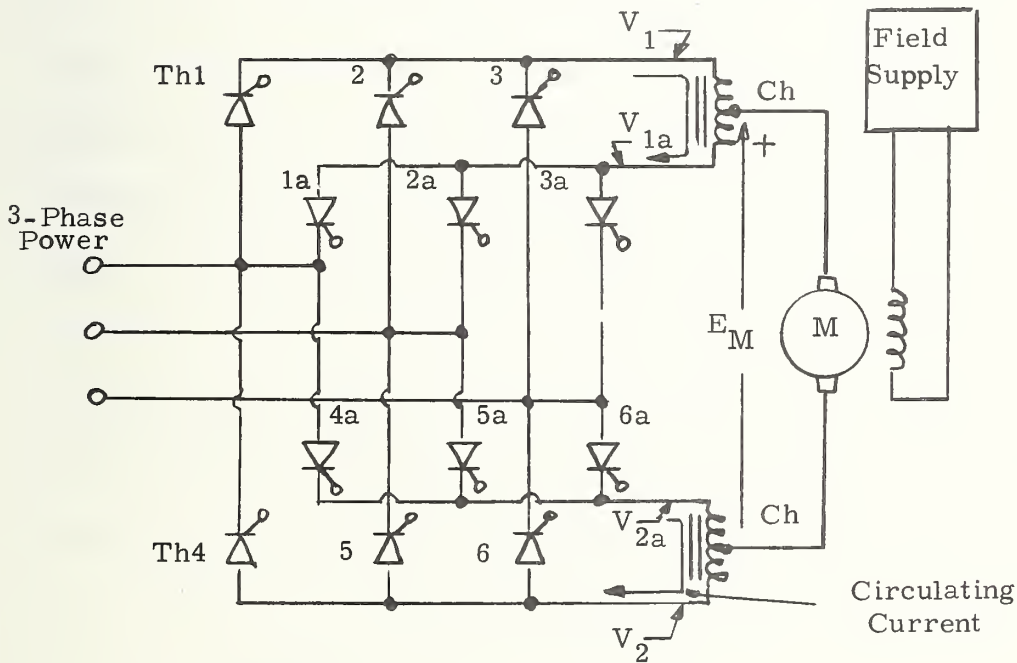 V1
Field
Supply
Th1
2
3
Ch
V1a
+
1a
2a
3a
3-Phase
Power
EM
M
4a
5a
6a
V2a
Ch
Th4
5
6
Circulating
Current
V2